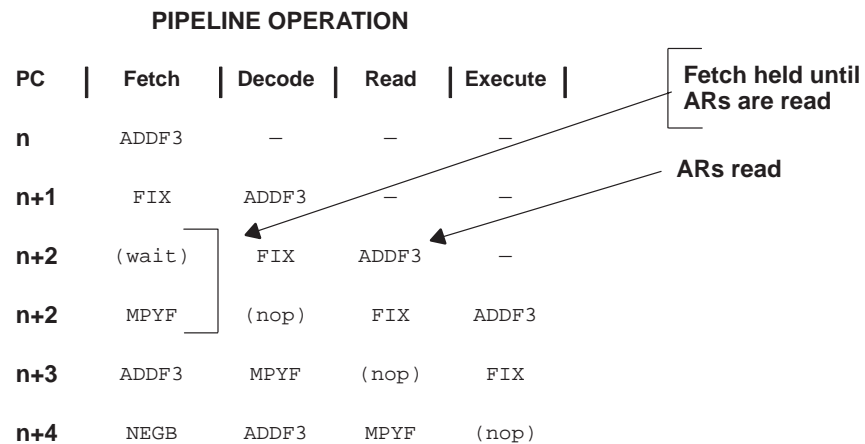 PIPELINE OPERATION
PC | Fetch | Decode | Read | Execute |
Fetch held until
ARs are read
n ADDF3 — — —
ARs read
n+1 FIX ADDF3 — —
n+2 (wait) FIX ADDF3 —
n+2 MPYF (nop) FIX ADDF3
n+3 ADDF3 MPYF (nop) FIX
n+4 NEGB ADDF3 MPYF (nop)